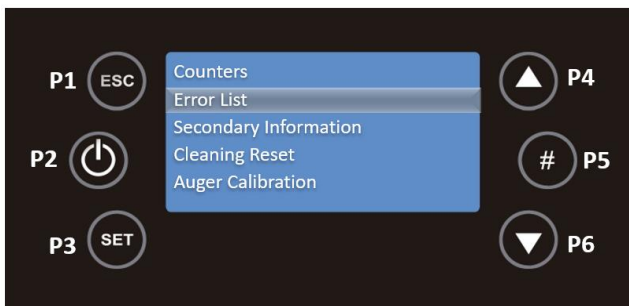 P1 ESC
Counters
P4
Error List
Secondary Information
P2
Cleaning Reset
# P5
Auger Calibration
P3 SET
P6